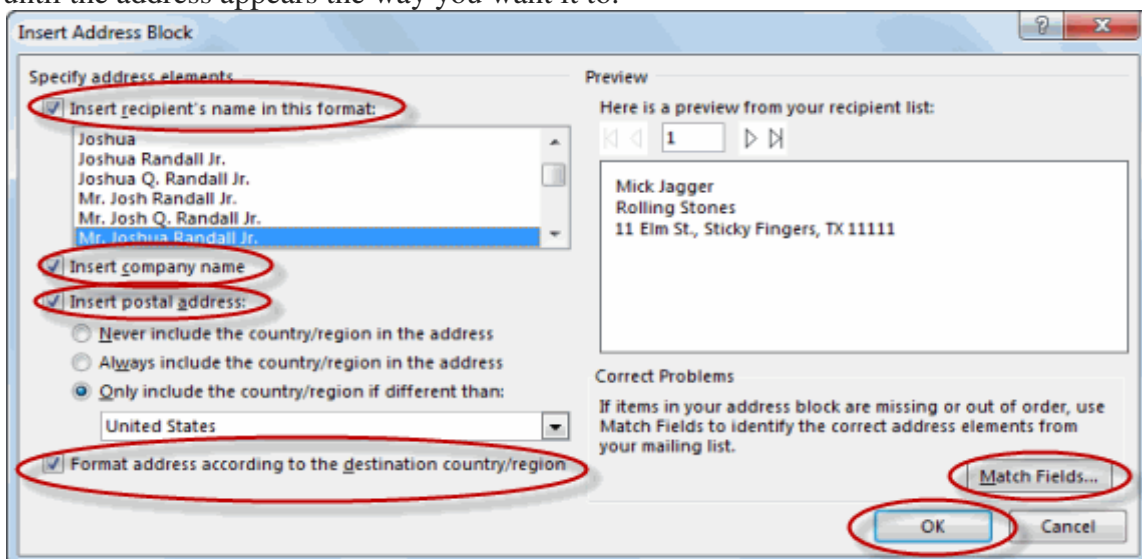 until the address appears the way you want it to.
Insert Address Block
Specify address elements
Insert recipient's name in this format:
Joshua
Joshua Randall Jr.
Joshua Q. Randall Jr.
Mr. Josh Randall Jr.
Mr. Josh Q. Randall Jr.
Mr. Joshua Randall Jr.
Insert company name
Insert postal address:
Never include the country/region in the address
Always include the country/region in the address
Only include the country/region if different than:
United States
Format address according to the destination country/region
Preview
Here is a preview from your recipient list:
1
Mick Jagger
Rolling Stones
11 Elm St., Sticky Fingers, TX 11111
Correct Problems
If items in your address block are missing or out of order, use
Match Fields to identify the correct address elements from
your mailing list.
Match Fields...
OK
Cancel